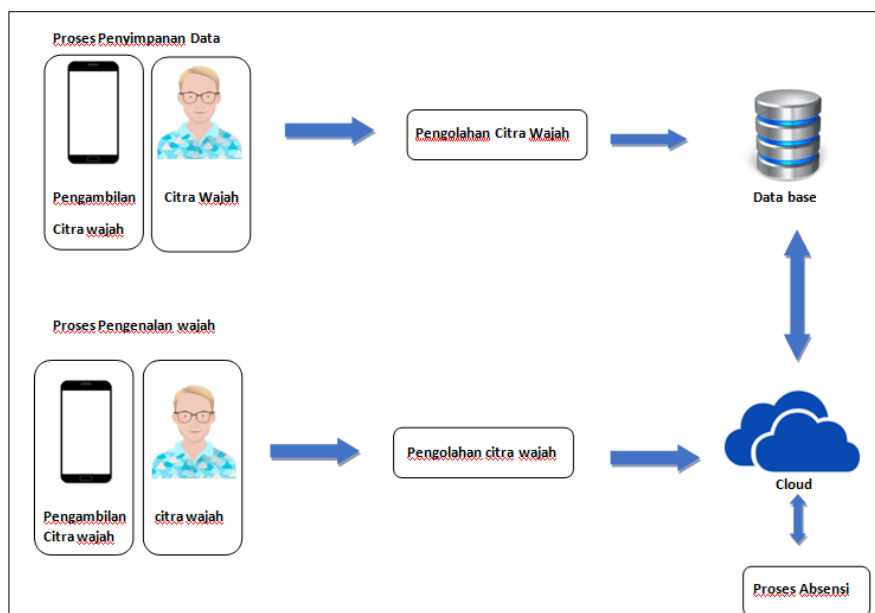 Proses Penyimpanan Data
Pengambilan
Citra wajah
Citra Wajah
Pengolahan Citra Wajah
Data base
Proses Pengenalan wajah
Pengambilan
Citra wajah
citra wajah
Pengolahan citra wajah
Cloud
Proses Absensi